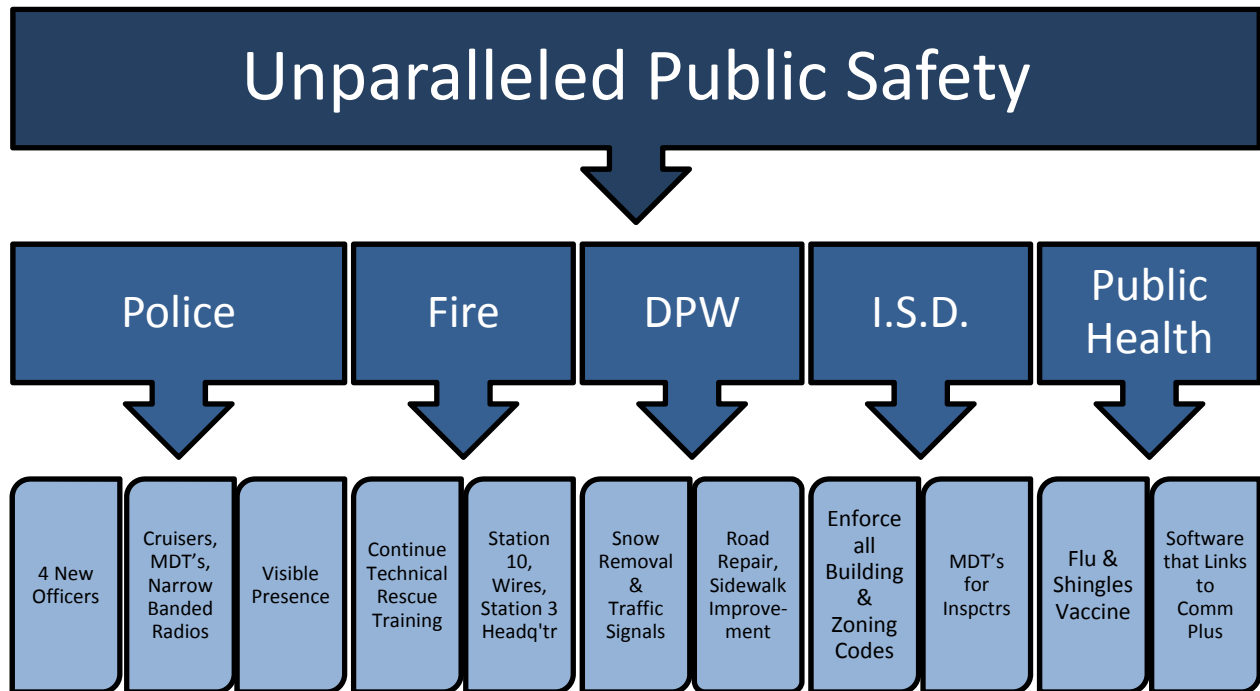 Unparalleled Public Safety
Police
Fire
DPW
I.S.D.
Public
Health
4 New
Officers
Cruisers,
MDT’s,
Narrow
Banded
Radios
Visible
Presence
Continue
Technical
Rescue
Training
Station
10,
Wires,
Station 3
Headq'tr
Snow
Removal
&
Traffic
Signals
Road
Repair,
Sidewalk
Improve-
ment
Enforce
all
Building
&
Zoning
Codes
MDT’s
for
Inspctrs
Flu &
Shingles
Vaccine
Software
that Links
to
Comm
Plus